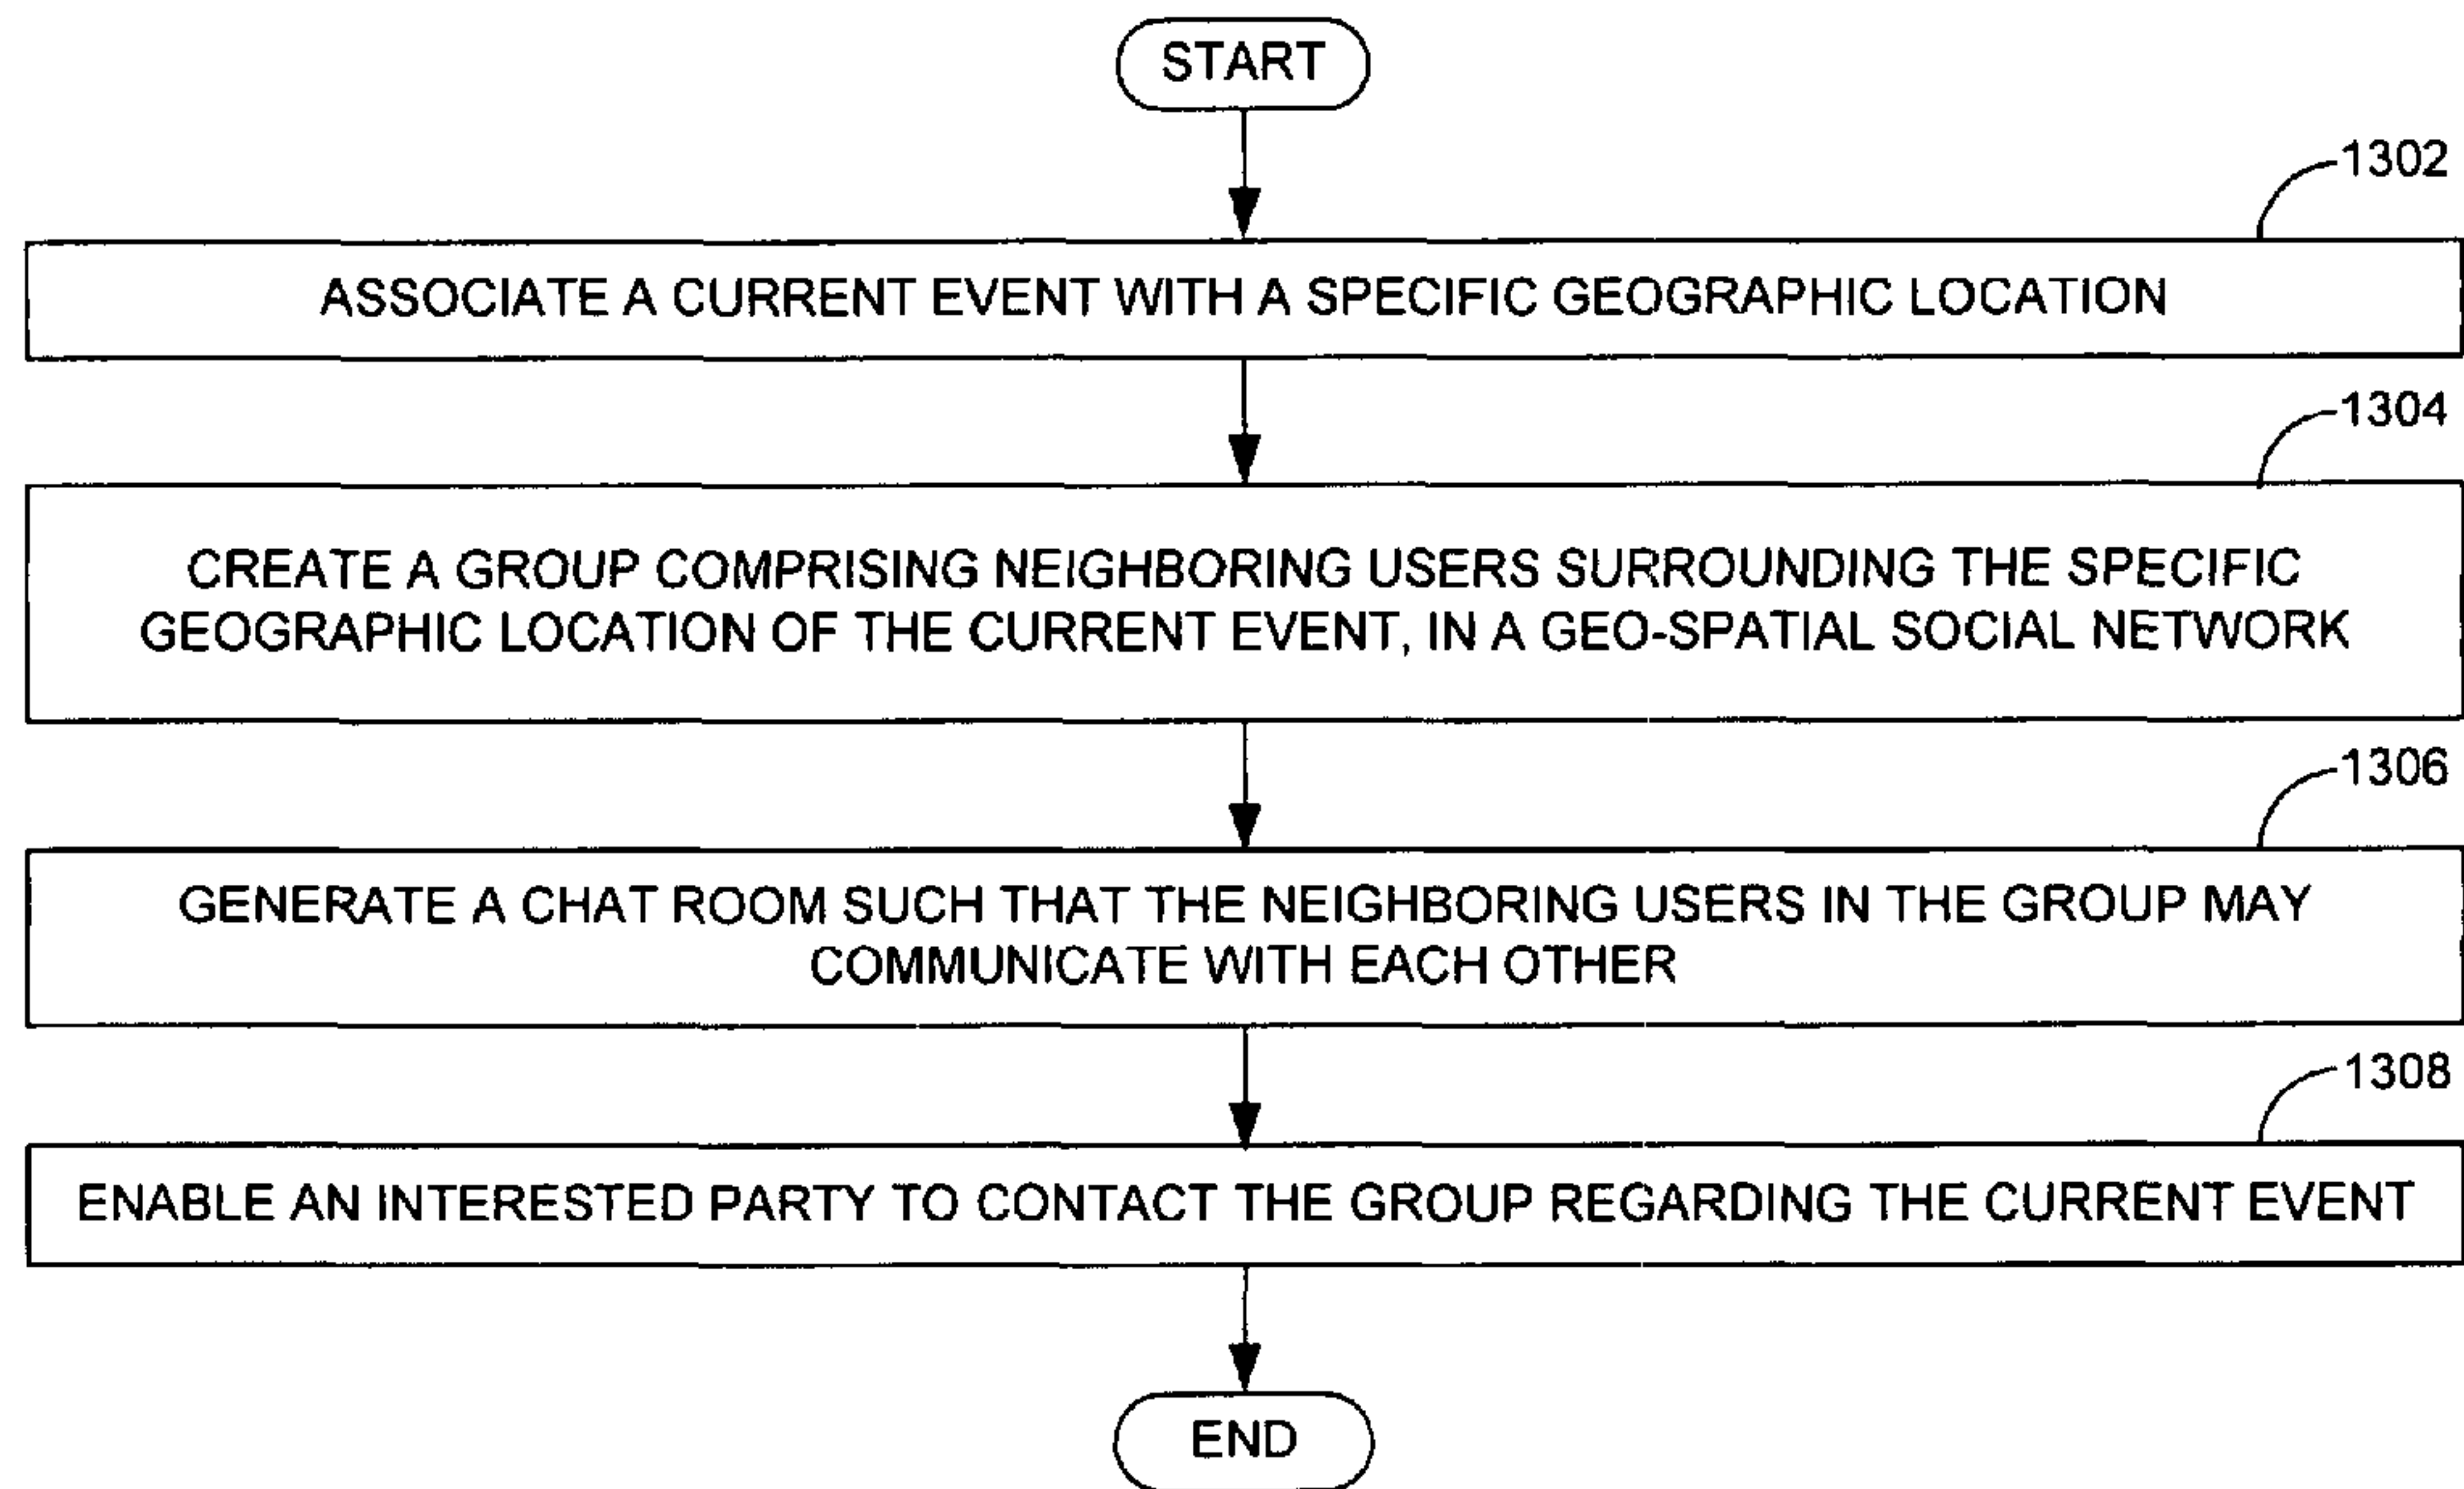 START
1302
ASSOCIATE A CURRENT EVENT WITH A SPECIFIC GEOGRAPHIC LOCATION
1304
CREATE A GROUP COMPRISING NEIGHBORING USERS SURROUNDING THE SPECIFIC
GEOGRAPHIC LOCATION OF THE CURRENT EVENT, IN A GEO-SPATIAL SOCIAL NETWORK
1306
GENERATE A CHAT ROOM SUCH THAT THE NEIGHBORING USERS IN THE GROUP MAY
COMMUNICATE WITH EACH OTHER
1308
ENABLE AN INTERESTED PARTY TO CONTACT THE GROUP REGARDING THE CURRENT EVENT
END